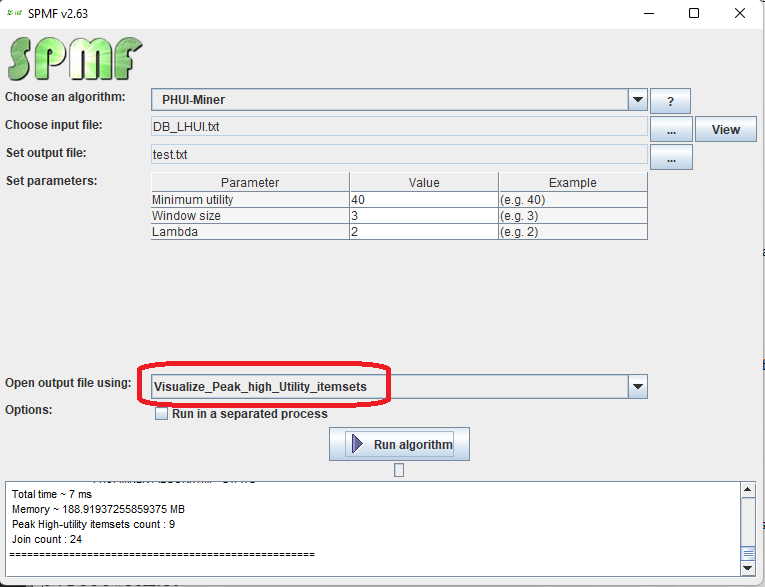 SPMF v2.63
SPMF
Choose an algorithm: PHUI-Miner ?
Choose input file: DB_LHUI.txt ... View
Set output file: test.txt ...
Set parameters: Parameter Value Example
Minimum utility 40 (e.g. 40)
Window size 3 (e.g. 3)
Lambda 2 (e.g. 2)
Open output file using: Visualize_Peak_high_Utility_itemsets
Options: Run in a separated process
Run algorithm
Total time ~ 7 ms
Memory ~ 188.91937255859375 MB
Peak High-utility itemsets count : 9
Join count : 24
===================================================